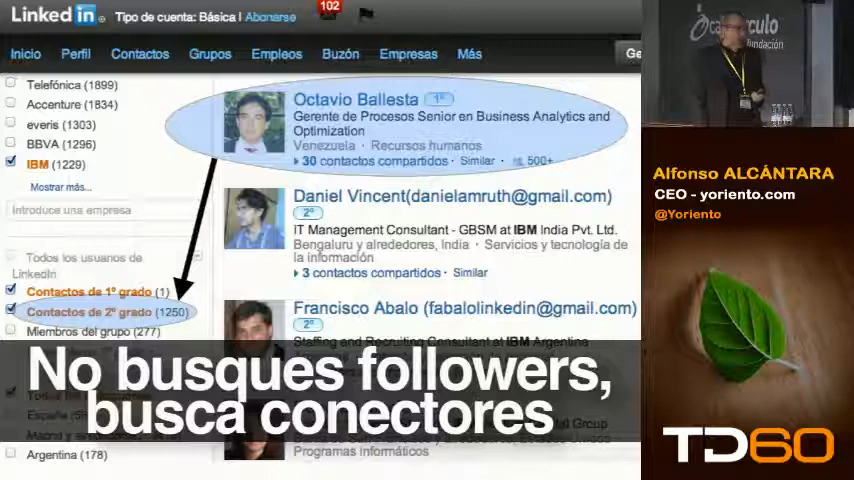 LinkedIn® Tipo de cuenta: Básica | Abonarse 102
Inicio Perfil Contactos Grupos Empleos Buzón Empresas Más Ge
Telefónica (1899)
Accenture (1834)
everis (1303)
BBVA (1296)
IBM (1229)
Mostrar más...
Introduce una empresa
Todos los usuarios de
LinkedIn
Contactos de 1º grado (1)
Contactos de 2º grado (1250)
Miembros del grupo (277)
Argentina (178)
Octavio Ballesta 1º
Gerente de Procesos Senior en Business Analytics and
Optimization
Venezuela · Recursos humanos
30 contactos compartidos · Similar · 500+
Daniel Vincent(danielamruth@gmail.com)
2º
IT Management Consultant - GBSM at IBM India Pvt. Ltd.
Bengaluru y alrededores, India · Servicios y tecnología de
la información
3 contactos compartidos · Similar
Francisco Abalo (fabalolinkedin@gmail.com)
2º
Staffing and Recruiting Consultant at IBM Argentina
Programas informáticos
No busques followers,
busca conectores
fundación
Alfonso ALCÁNTARA
CEO - yoriento.com
@Yoriento
TD60